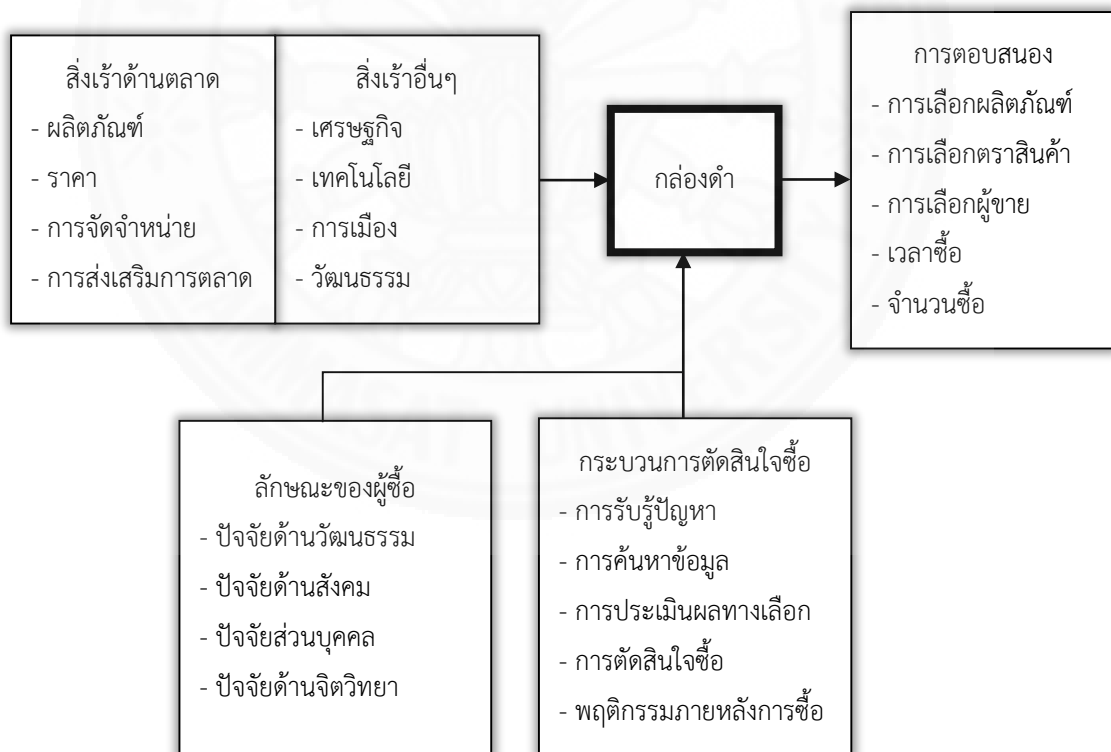 สิ่งเร้าด้านตลาด
- ผลิตภัณฑ์
- ราคา
- การจัดจำหน่าย
- การส่งเสริมการตลาด
สิ่งเร้าอื่นๆ
- เศรษฐกิจ
- เทคโนโลยี
- การเมือง
- วัฒนธรรม
กล่องดำ
การตอบสนอง
- การเลือกผลิตภัณฑ์
- การเลือกตราสินค้า
- การเลือกผู้ขาย
- เวลาซื้อ
- จำนวนซื้อ
ลักษณะของผู้ซื้อ
- ปัจจัยด้านวัฒนธรรม
- ปัจจัยด้านสังคม
- ปัจจัยส่วนบุคคล
- ปัจจัยด้านจิตวิทยา
กระบวนการตัดสินใจซื้อ
- การรับรู้ปัญหา
- การค้นหาข้อมูล
- การประเมินผลทางเลือก
- การตัดสินใจซื้อ
- พฤติกรรมภายหลังการซื้อ